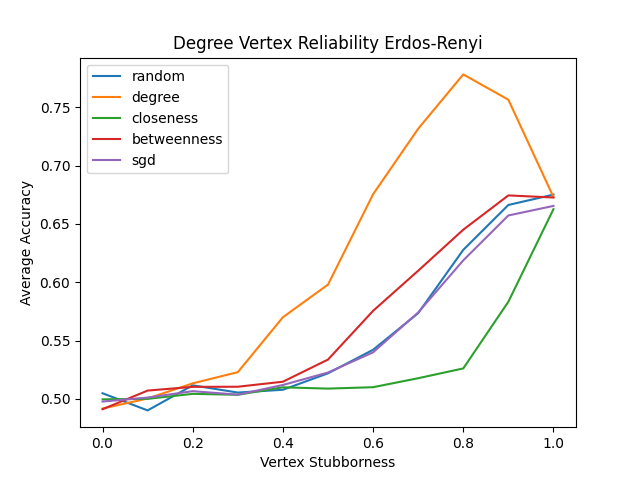 Degree Vertex Reliability Erdos-Renyi
random
degree
closeness
betweenness
sgd
Average Accuracy
0.75
0.70
0.65
0.60
0.55
0.50
0.0 0.2 0.4 0.6 0.8 1.0
Vertex Stubborness